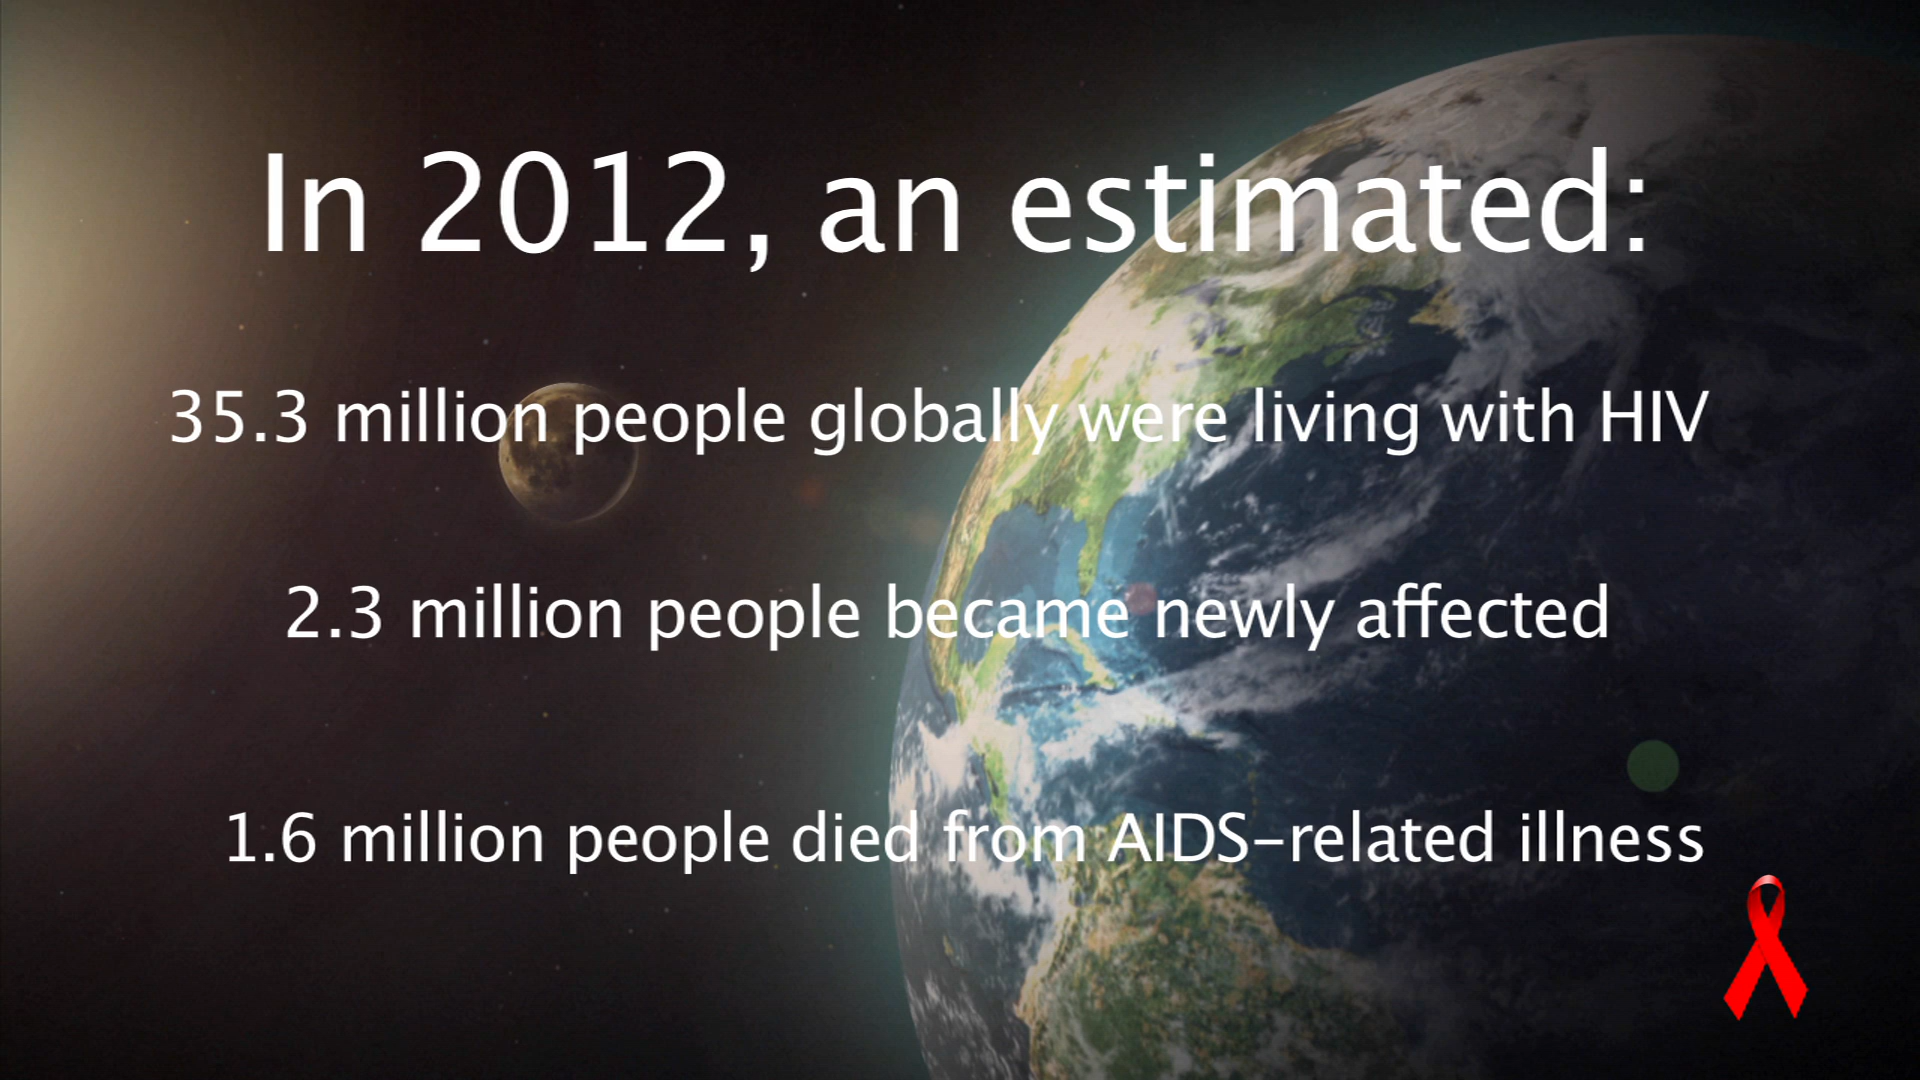 In 2012, an estimated:
35.3 million people globally were living with HIV
2.3 million people became newly affected
1.6 million people died from AIDS-related illness